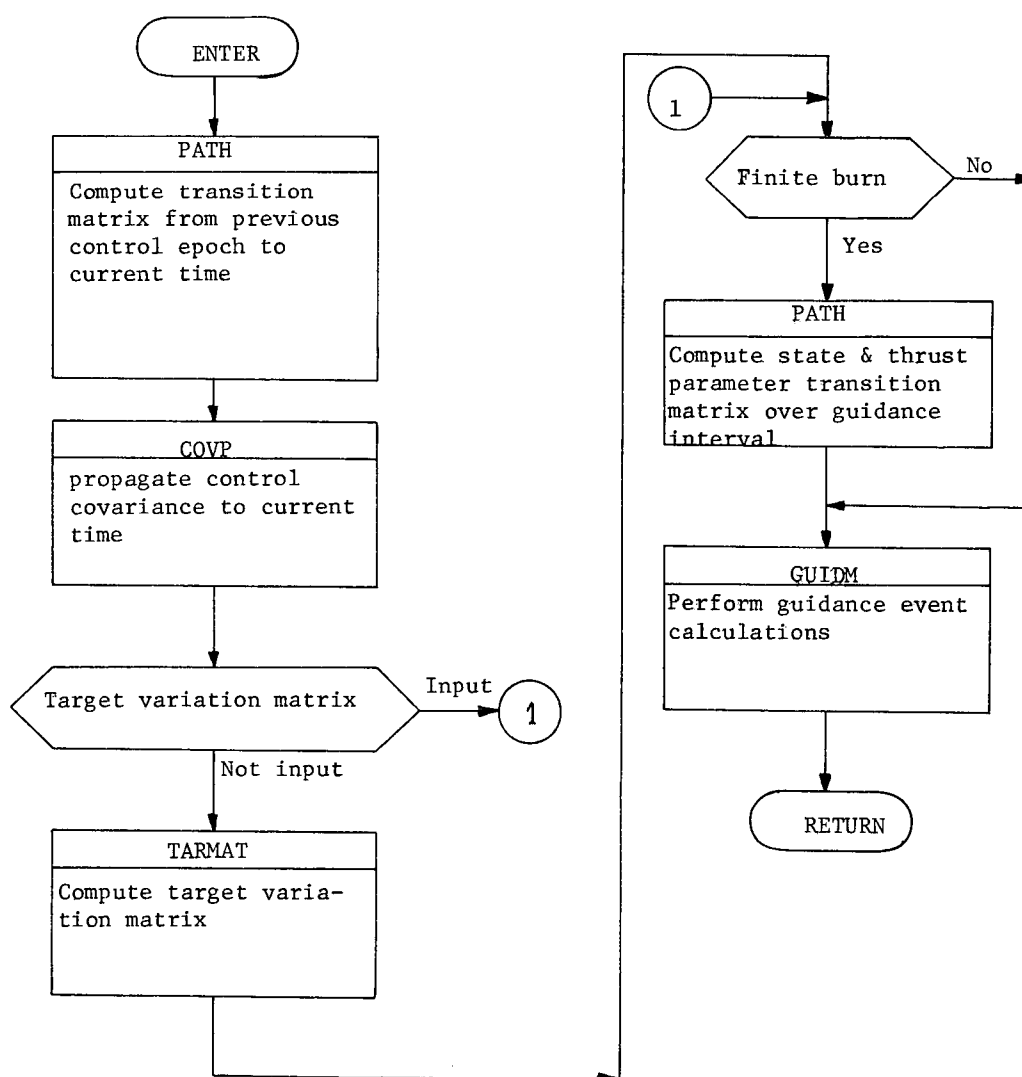 ENTER
PATH
Compute transition
matrix from previous
control epoch to
current time
COVP
propagate control
covariance to current
time
Target variation matrix
Input
1
Not input
TARMAT
Compute target varia-
tion matrix
1
Finite burn
No
Yes
PATH
Compute state & thrust
parameter transition
matrix over guidance
interval
GUIDM
Perform guidance event
calculations
RETURN